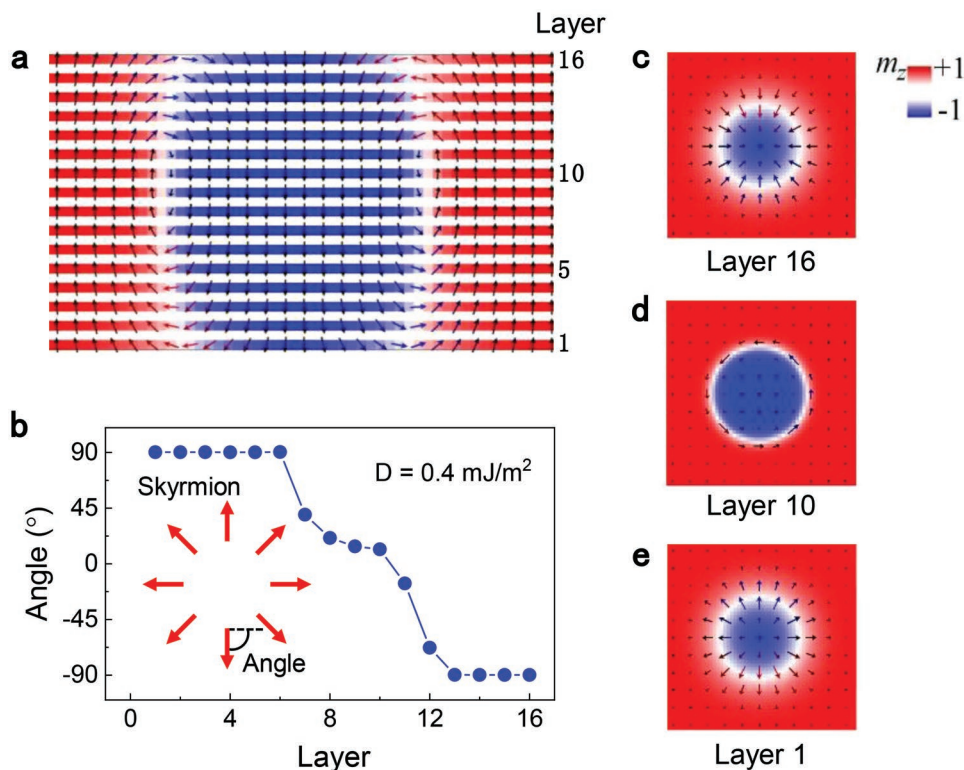 a
Layer
16
10
5
1
b
Angle (°)
90
45
0
-45
-90
D = 0.4 mJ/m²
Skyrmion
Angle
0 4 8 12 16
Layer
c
m_z +1
-1
Layer 16
d
Layer 10
e
Layer 1